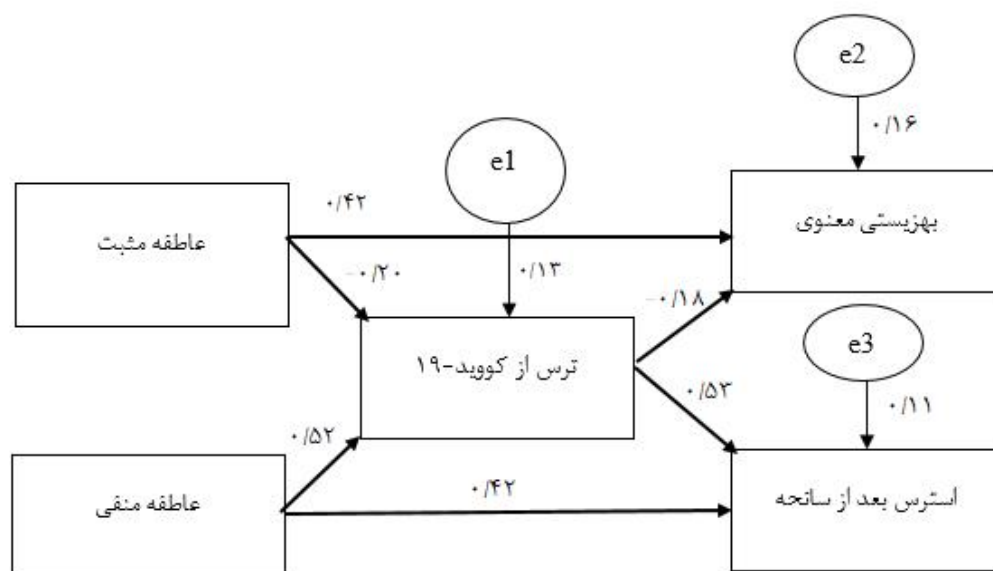 e2
۰/۱۶
e1
۰/۴۲
بهزیستی معنوی
عاطفه مثبت
-۰/۲۰
۰/۱۳
-۰/۱۸
e3
ترس از کووید-۱۹
۰/۵۳
۰/۱۱
۰/۵۲
۰/۴۲
عاطفه منفی
استرس بعد از سانحه